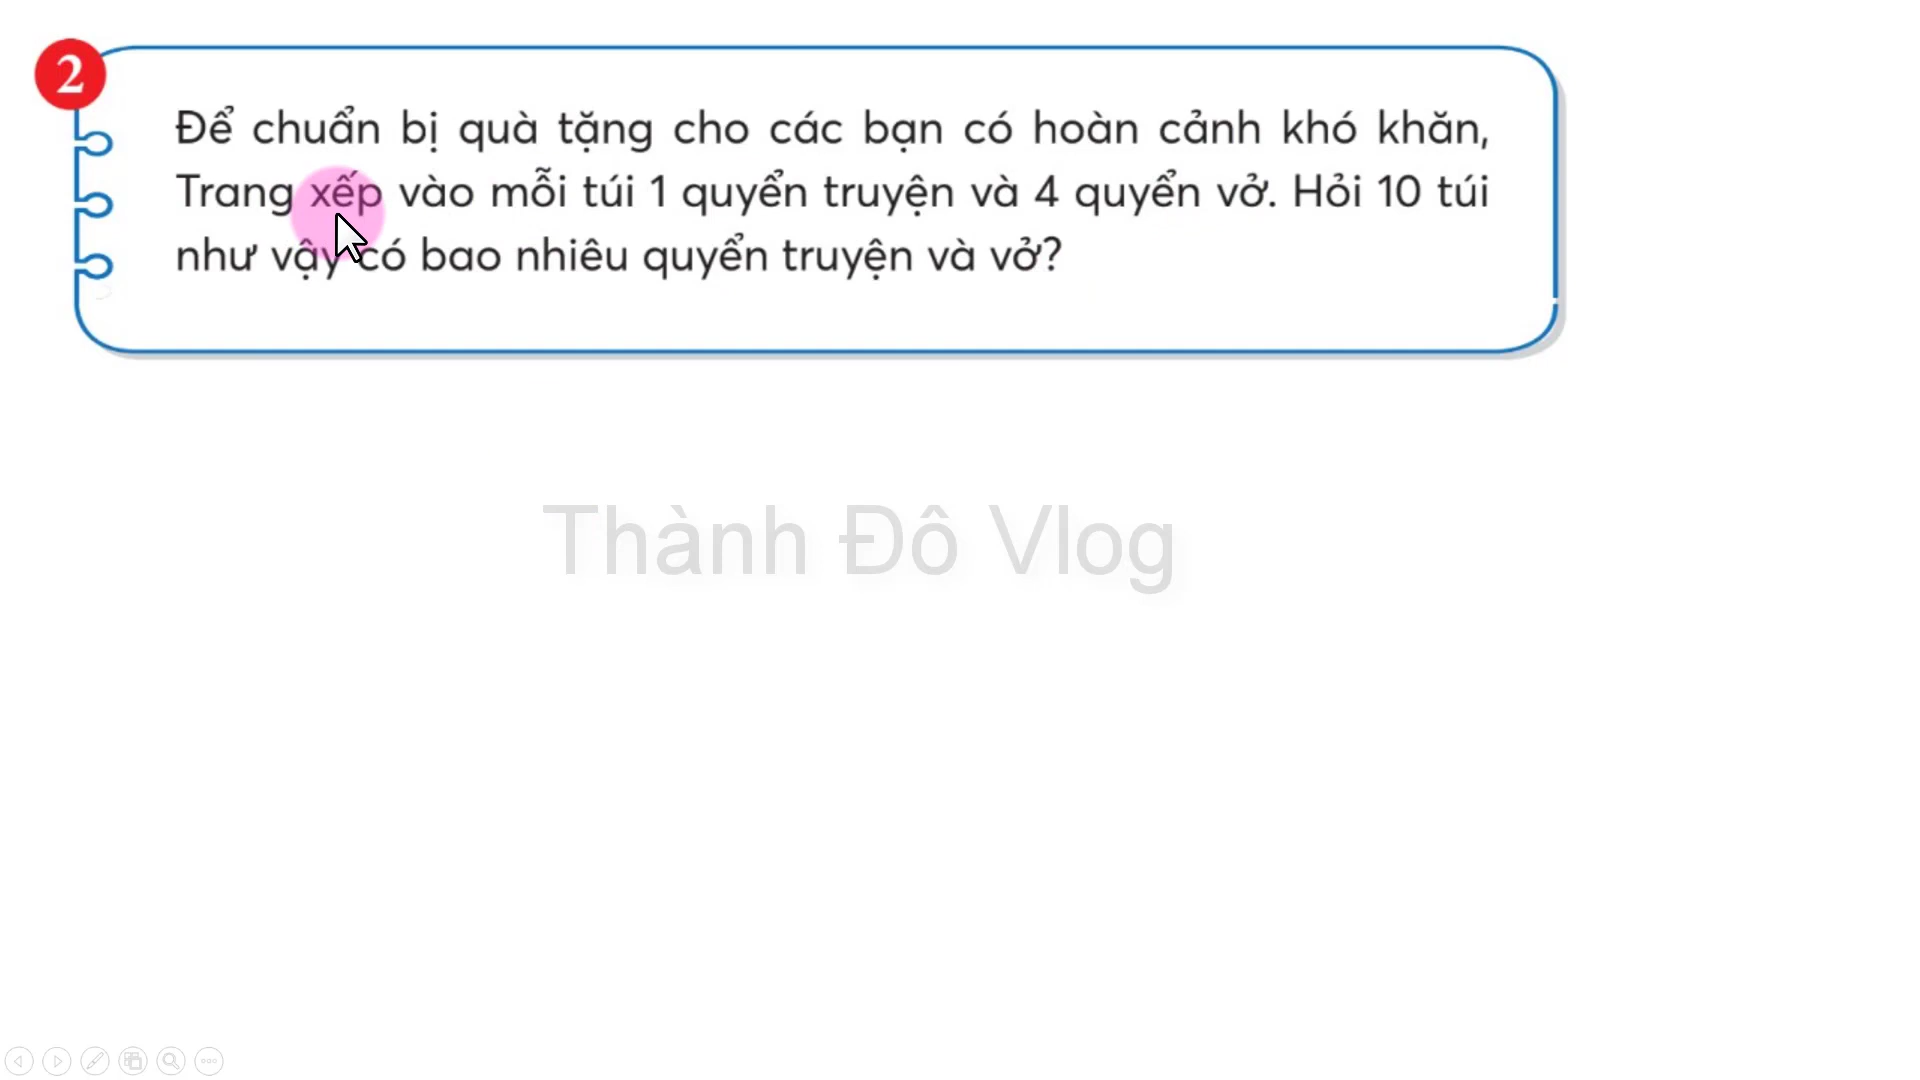 2
Để chuẩn bị quà tặng cho các bạn có hoàn cảnh khó khăn,
Trang xếp vào mỗi túi 1 quyển truyện và 4 quyển vở. Hỏi 10 túi
như vậy có bao nhiêu quyển truyện và vở?
Thành Đô Vlog